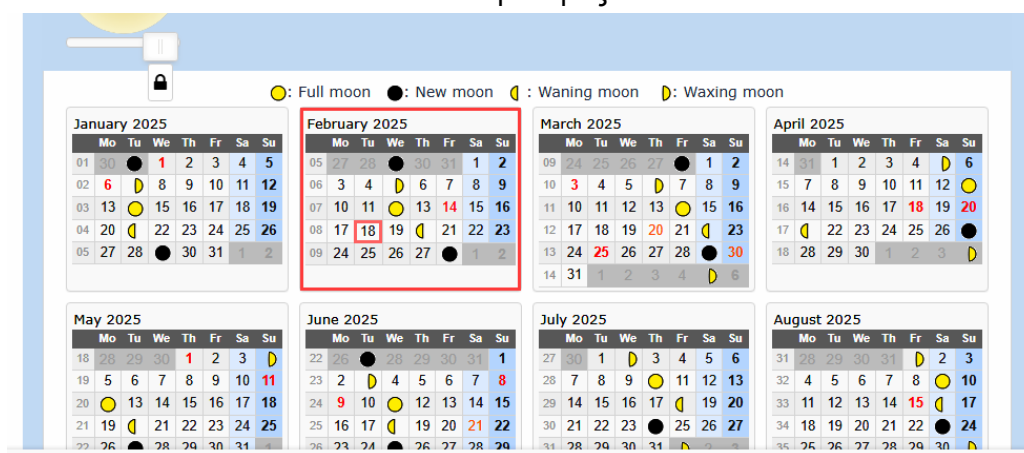 : Full moon : New moon : Waning moon : Waxing moon
January 2025
Mo Tu We Th Fr Sa Su
01 30 1 2 3 4 5
02 6 8 9 10 11 12
03 13 15 16 17 18 19
04 20 22 23 24 25 26
05 27 28 30 31 1 2
February 2025
Mo Tu We Th Fr Sa Su
05 27 28 30 31 1 2
06 3 4 6 7 8 9
07 10 11 13 14 15 16
08 17 18 19 21 22 23
09 24 25 26 27 1 2
March 2025
Mo Tu We Th Fr Sa Su
09 24 25 26 27 1 2
10 3 4 5 7 8 9
11 10 11 12 13 15 16
12 17 18 19 20 21 23
13 24 25 26 27 28 30
14 31 1 2 3 4 6
April 2025
Mo Tu We Th Fr Sa Su
14 31 1 2 3 4 6
15 7 8 9 10 11 12
16 14 15 16 17 18 19 20
17 22 23 24 25 26
18 28 29 30 1 2 3
May 2025
Mo Tu We Th Fr Sa Su
18 28 29 30 1 2 3
19 5 6 7 8 9 10 11
20 13 14 15 16 17 18
21 19 21 22 23 24 25
22 26 28 29 30 31 1
June 2025
Mo Tu We Th Fr Sa Su
22 26 28 29 30 31 1
23 2 4 5 6 7 8
24 9 10 12 13 14 15
25 16 17 19 20 21 22
26 23 24 26 27 28 29
July 2025
Mo Tu We Th Fr Sa Su
27 30 1 3 4 5 6
28 7 8 9 11 12 13
29 14 15 16 17 19 20
30 21 22 23 25 26 27
31 28 29 30 31 2 3
August 2025
Mo Tu We Th Fr Sa Su
31 28 29 30 31 2 3
32 4 5 6 7 8 10
33 11 12 13 14 15 17
34 18 19 20 21 22 24
35 25 26 27 28 29 30